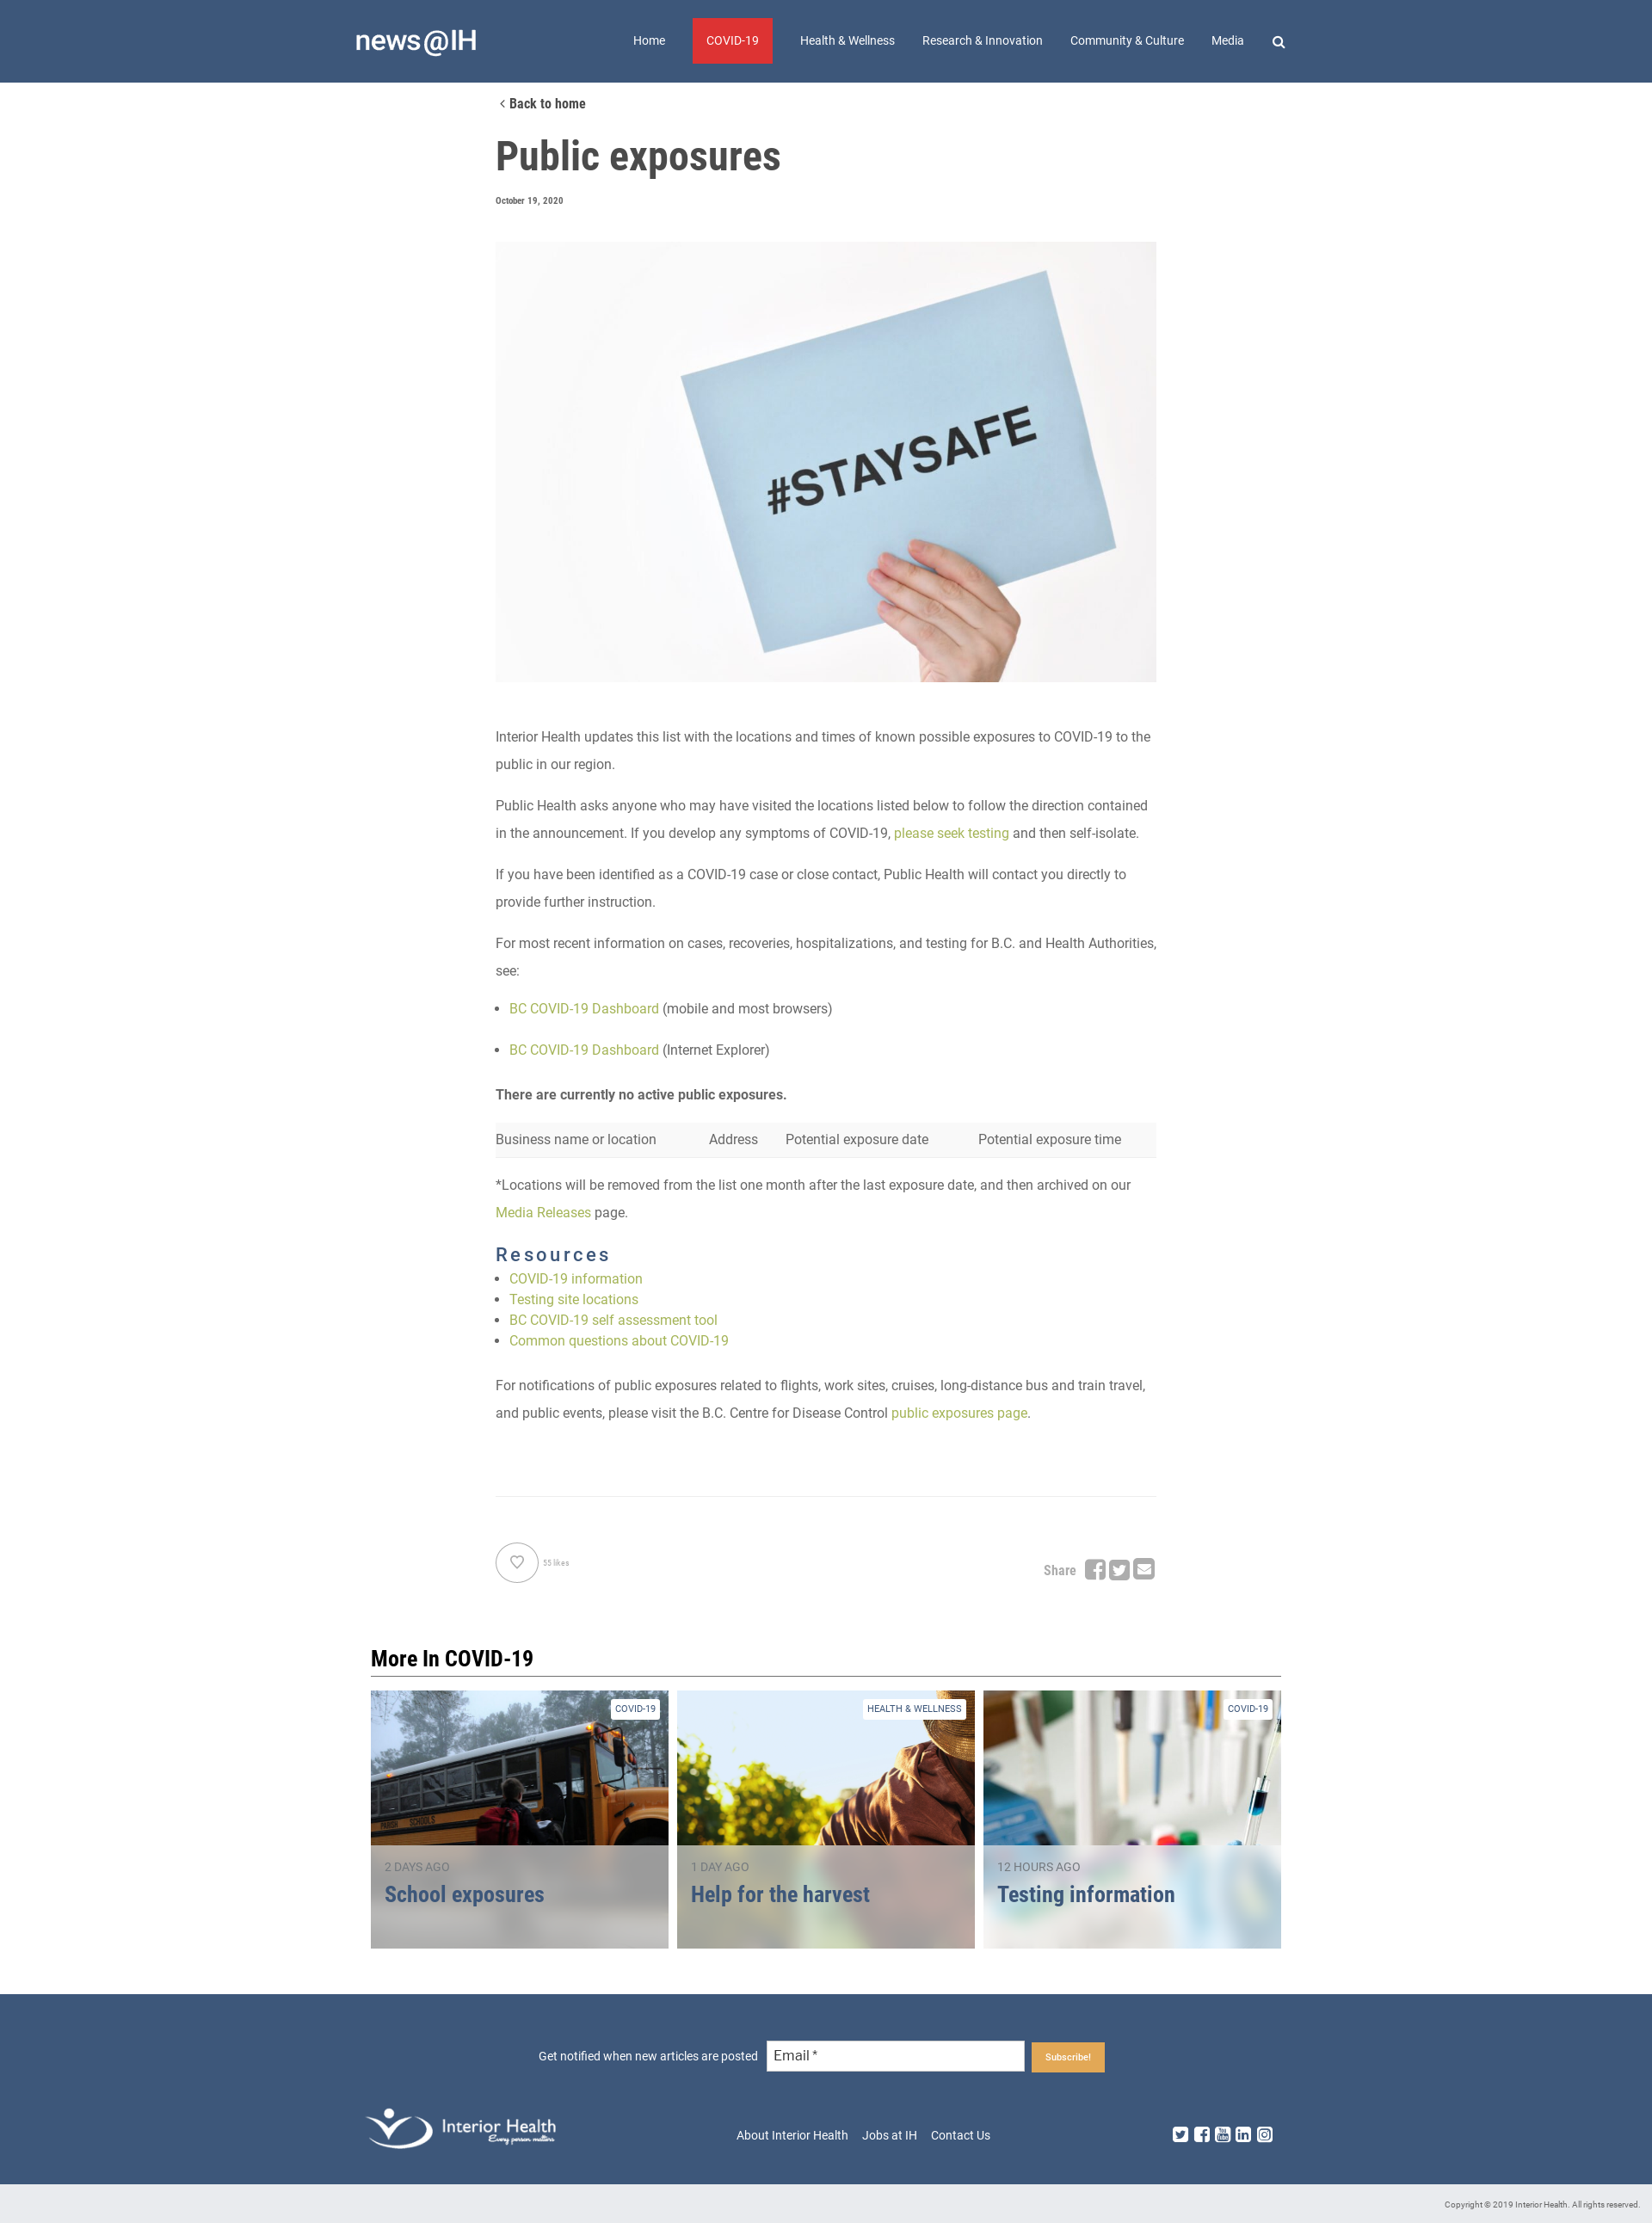 news@IH
Home COVID-19 Health & Wellness Research & Innovation Community & Culture Media
Back to home
Public exposures
October 19, 2020
#STAYSAFE
Interior Health updates this list with the locations and times of known possible exposures to COVID-19 to the
public in our region.
Public Health asks anyone who may have visited the locations listed below to follow the direction contained
in the announcement. If you develop any symptoms of COVID-19, please seek testing and then self-isolate.
If you have been identified as a COVID-19 case or close contact, Public Health will contact you directly to
provide further instruction.
For most recent information on cases, recoveries, hospitalizations, and testing for B.C. and Health Authorities,
see:
• BC COVID-19 Dashboard (mobile and most browsers)
• BC COVID-19 Dashboard (Internet Explorer)
There are currently no active public exposures.
Business name or location Address Potential exposure date Potential exposure time
*Locations will be removed from the list one month after the last exposure date, and then archived on our
Media Releases page.
Resources
• COVID-19 information
• Testing site locations
• BC COVID-19 self assessment tool
• Common questions about COVID-19
For notifications of public exposures related to flights, work sites, cruises, long-distance bus and train travel,
and public events, please visit the B.C. Centre for Disease Control public exposures page.
55 likes
Share
More In COVID-19
COVID-19
PARISH SCHOOLS
2 DAYS AGO
School exposures
HEALTH & WELLNESS
1 DAY AGO
Help for the harvest
COVID-19
12 HOURS AGO
Testing information
Get notified when new articles are posted Email * Subscribe!
Interior Health
Every person matters
About Interior Health Jobs at IH Contact Us
Copyright © 2019 Interior Health. All rights reserved.